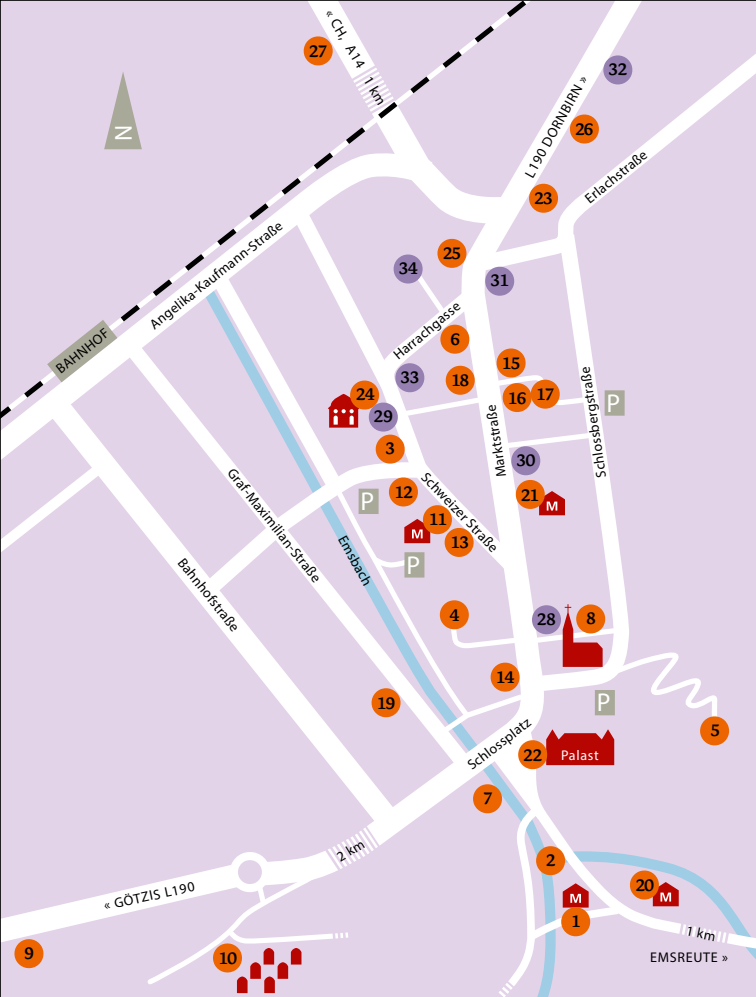 27
« CH, A14 1 km
32
N
L190 DORNBIRN »
26
Erlachstraße
23
Angelika-Kaufmann-Straße
25
34
31
BAHNHOF
Harrachgasse
6
15
33
18
24
16
17
P
29
Marktstraße
Schlossbergstraße
3
30
Graf-Maximilian-Straße
Schweizer Straße
12
P
21
M
11
M
13
Emsbach
P
Bahnhofstraße
4
28
8
14
19
P
5
Schlossplatz
22
Palast
7
2 km
2
« GÖTZIS L190
20
M
M
1
1 km
9
10
EMSREUTE »